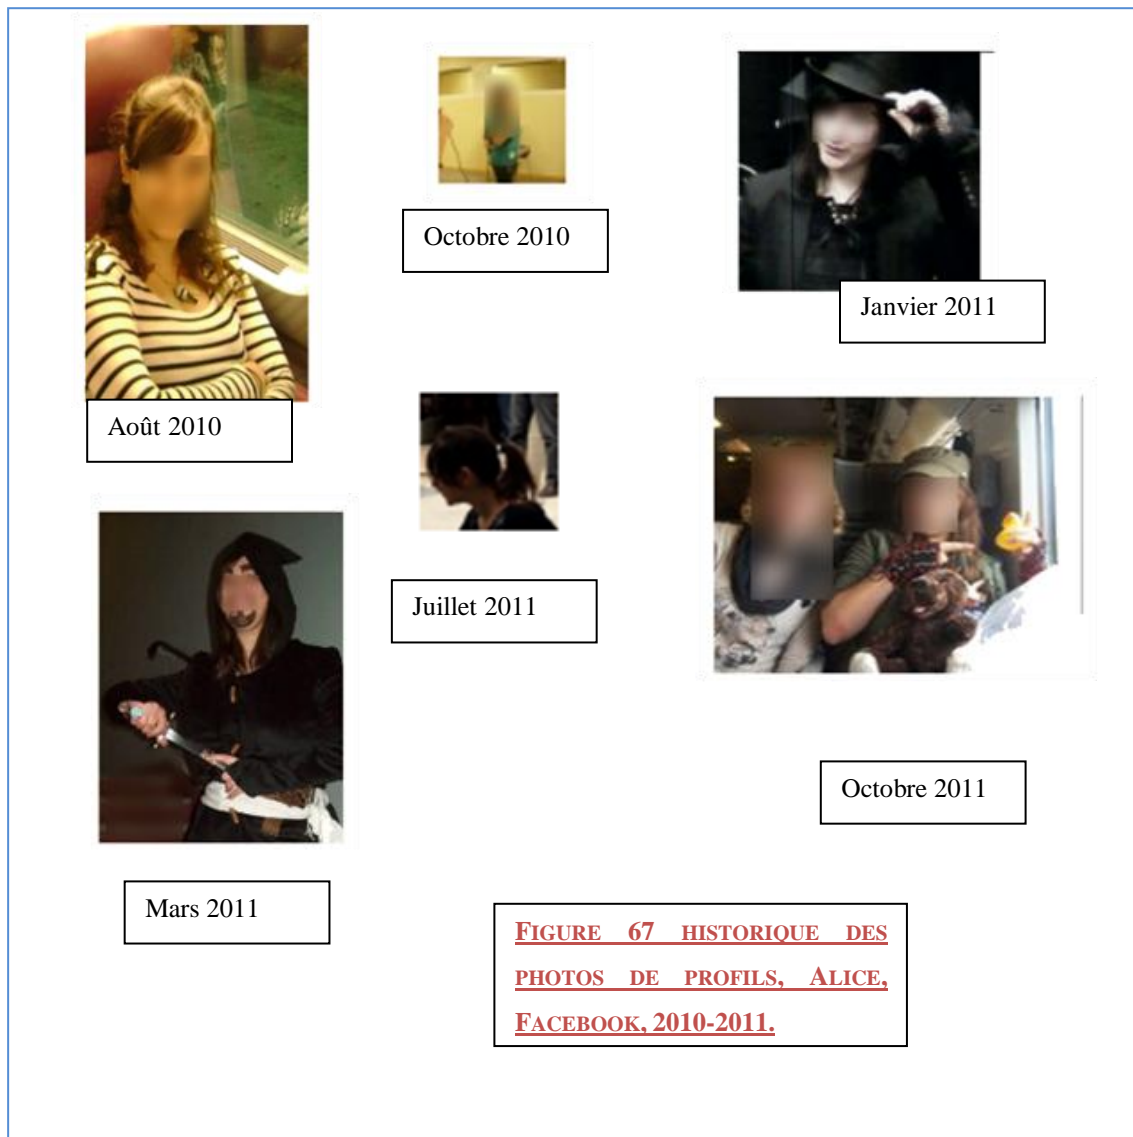 Octobre 2010
Janvier 2011
Août 2010
Juillet 2011
Octobre 2011
Mars 2011
FIGURE 67 HISTORIQUE DES
PHOTOS DE PROFILS, ALICE,
FACEBOOK, 2010-2011.